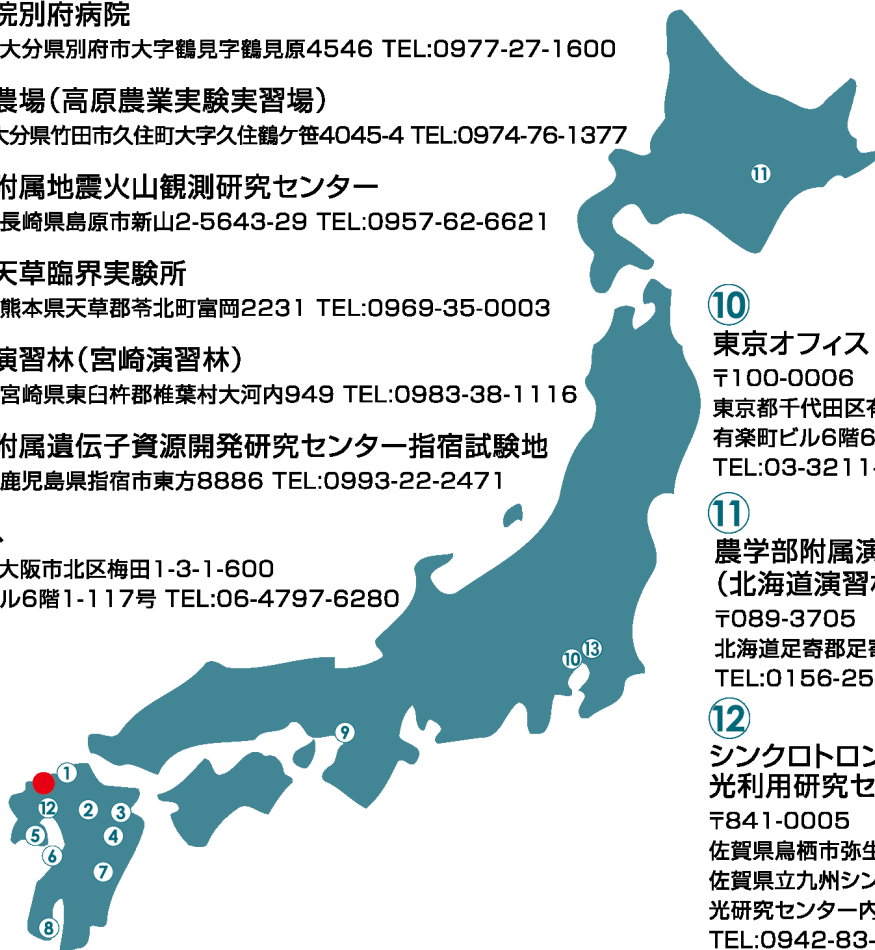 院別府病院
大分県別府市大字鶴見字鶴見原4546 TEL:0977-27-1600
農場（高原農業実験実習場）
大分県竹田市久住町大字久住鶴ケ笹4045-4 TEL:0974-76-1377
附属地震火山観測研究センター
長崎県島原市新山2-5643-29 TEL:0957-62-6621
天草臨界実験所
熊本県天草郡苓北町富岡2231 TEL:0969-35-0003
演習林（宮崎演習林）
宮崎県東臼杵郡椎葉村大河内949 TEL:0983-38-1116
附属遺伝子資源開発研究センター指宿試験地
鹿児島県指宿市東方8886 TEL:0993-22-2471
大阪市北区梅田1-3-1-600
ル6階1-117号 TEL:06-4797-6280
11
10
13
9
1
12
2
3
5
4
6
7
8
⑩
東京オフィス
〒100-0006
東京都千代田区有
有楽町ビル6階6
TEL:03-3211-
⑪
農学部附属演
（北海道演習林
〒089-3705
北海道足寄郡足寄
TEL:0156-25
⑫
シンクロトロン
光利用研究セ
〒841-0005
佐賀県鳥栖市弥生
佐賀県立九州シン
光研究センター内
TEL:0942-83-